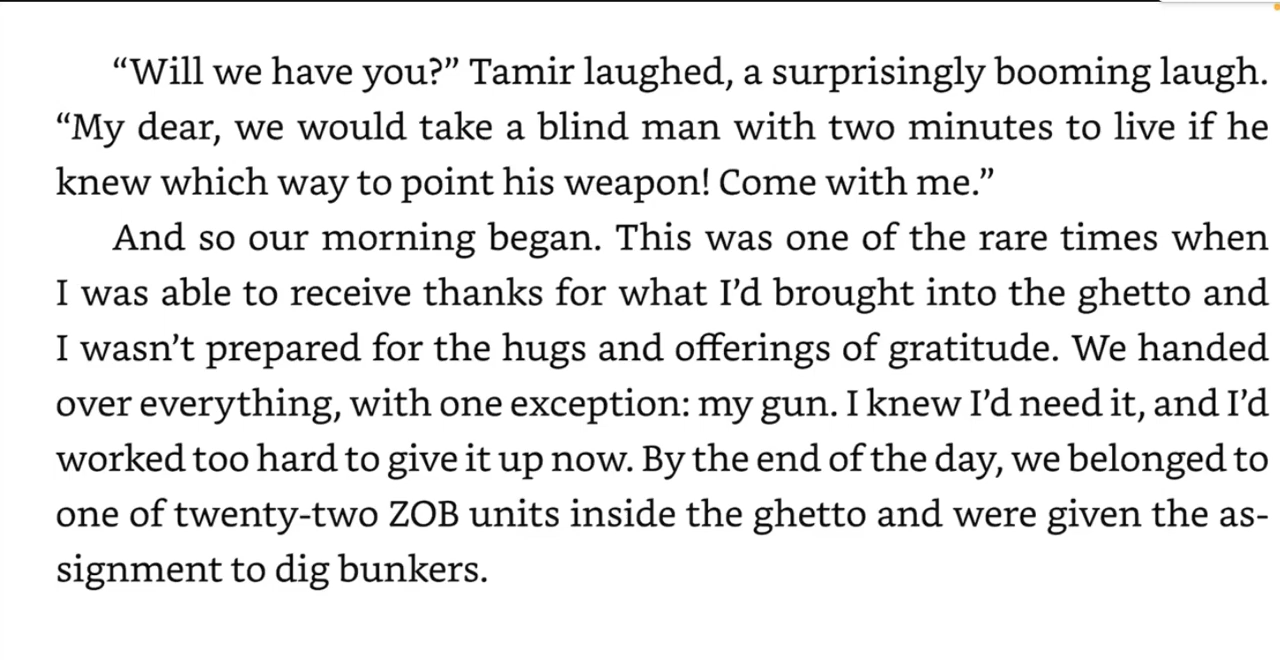 “Will we have you?” Tamir laughed, a surprisingly booming laugh.
“My dear, we would take a blind man with two minutes to live if he
knew which way to point his weapon! Come with me.”
And so our morning began. This was one of the rare times when
I was able to receive thanks for what I’d brought into the ghetto and
I wasn’t prepared for the hugs and offerings of gratitude. We handed
over everything, with one exception: my gun. I knew I’d need it, and I’d
worked too hard to give it up now. By the end of the day, we belonged to
one of twenty-two ZOB units inside the ghetto and were given the as-
signment to dig bunkers.